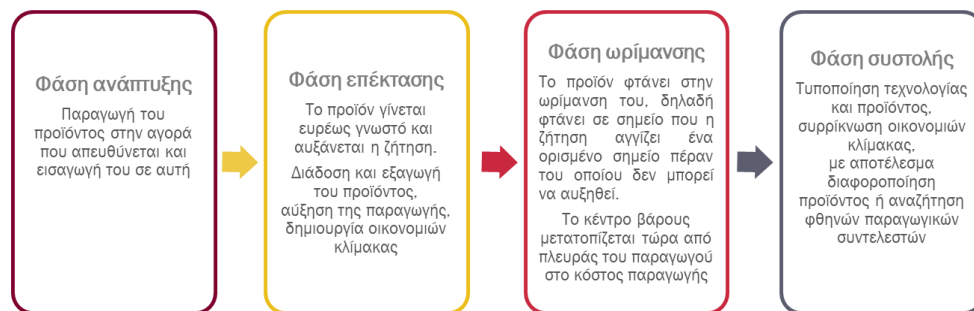 Φάση ανάπτυξης
Παραγωγή του
προϊόντος στην αγορά
που απευθύνεται και
εισαγωγή του σε αυτή
Φάση επέκτασης
Το προϊόν γίνεται
ευρέως γνωστό και
αυξάνεται η ζήτηση.
Διάδοση και εξαγωγή
του προϊόντος,
αύξηση της παραγωγής,
δημιουργία οικονομιών
κλίμακας
Φάση ωρίμανσης
Το προϊόν φτάνει στην
ωρίμανση του, δηλαδή
φτάνει σε σημείο που η
ζήτηση αγγίζει ένα
ορισμένο σημείο πέραν
του οποίου δεν μπορεί
να αυξηθεί.
Το κέντρο βάρους
μετατοπίζεται τώρα από
πλευράς του παραγωγού
στο κόστος παραγωγής
Φάση συστολής
Τυποποίηση τεχνολογίας
και προϊόντος,
συρρίκνωση οικονομιών
κλίμακας,
με αποτέλεσμα
διαφοροποίηση
προϊόντος ή αναζήτηση
φθηνών παραγωγικών
συντελεστών